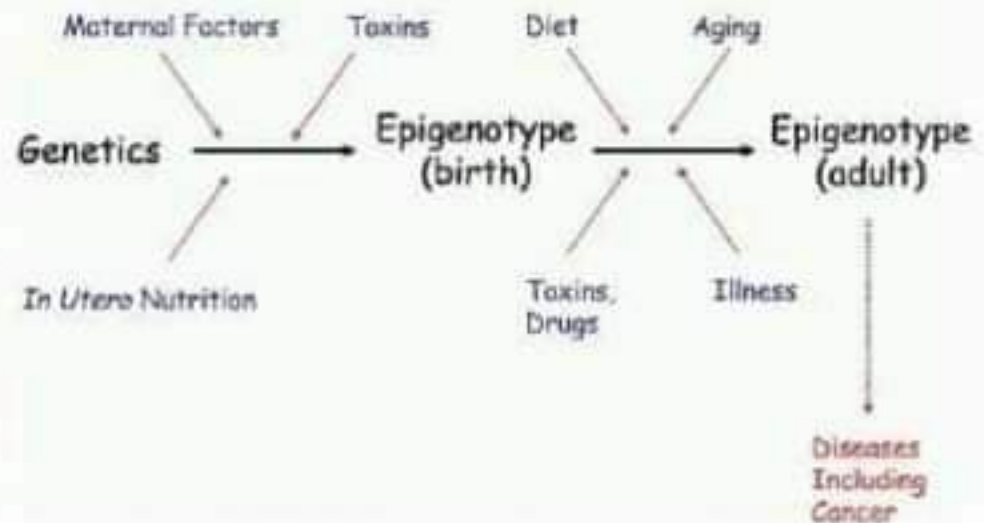 Maternal Factors
Toxins
Diet
Aging
Genetics
Epigenotype
(birth)
Epigenotype
(adult)
In Utero Nutrition
Toxins,
Drugs
Illness
Diseases
Including
Cancer